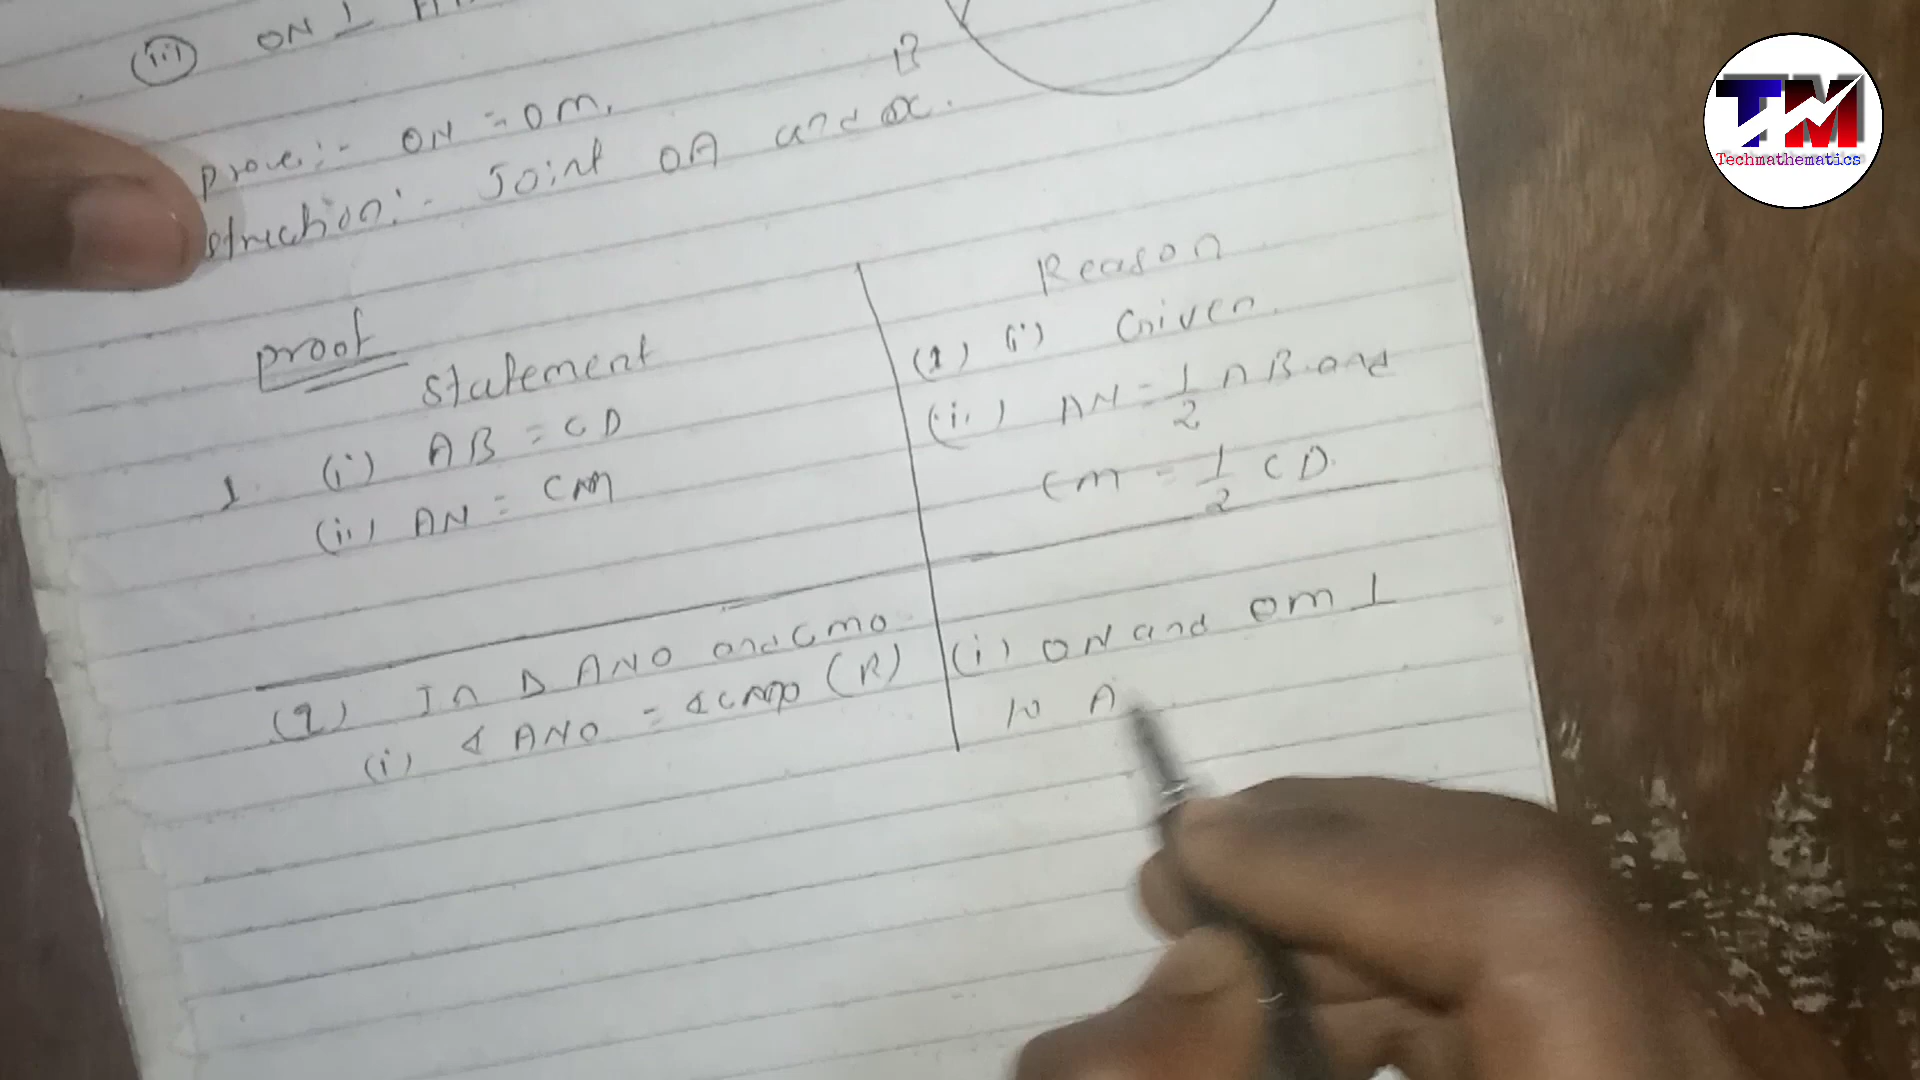 (iii) ON ⊥
B
prove:- ON = OM.
struction:- Joint OA and OC.
Proof
Statement
Reason
1. (i) AB = CD
(1) (i) Given.
(ii) AN = CM
(ii) AN = 1/2 AB and
CM = 1/2 CD.
(2) In Δ ANO and CMO
(i) ∢ ANO = ∢ CMO (R)
(i) ON and OM ⊥
to A
TM
Techmathematics